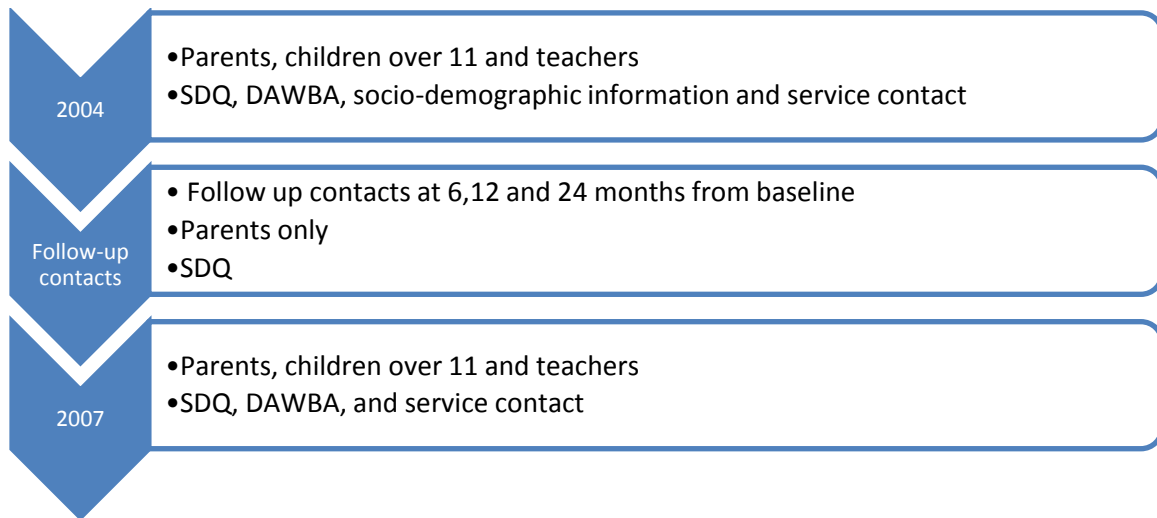 2004
•Parents, children over 11 and teachers
•SDQ, DAWBA, socio-demographic information and service contact
Follow-up
contacts
• Follow up contacts at 6,12 and 24 months from baseline
•Parents only
•SDQ
2007
•Parents, children over 11 and teachers
•SDQ, DAWBA, and service contact